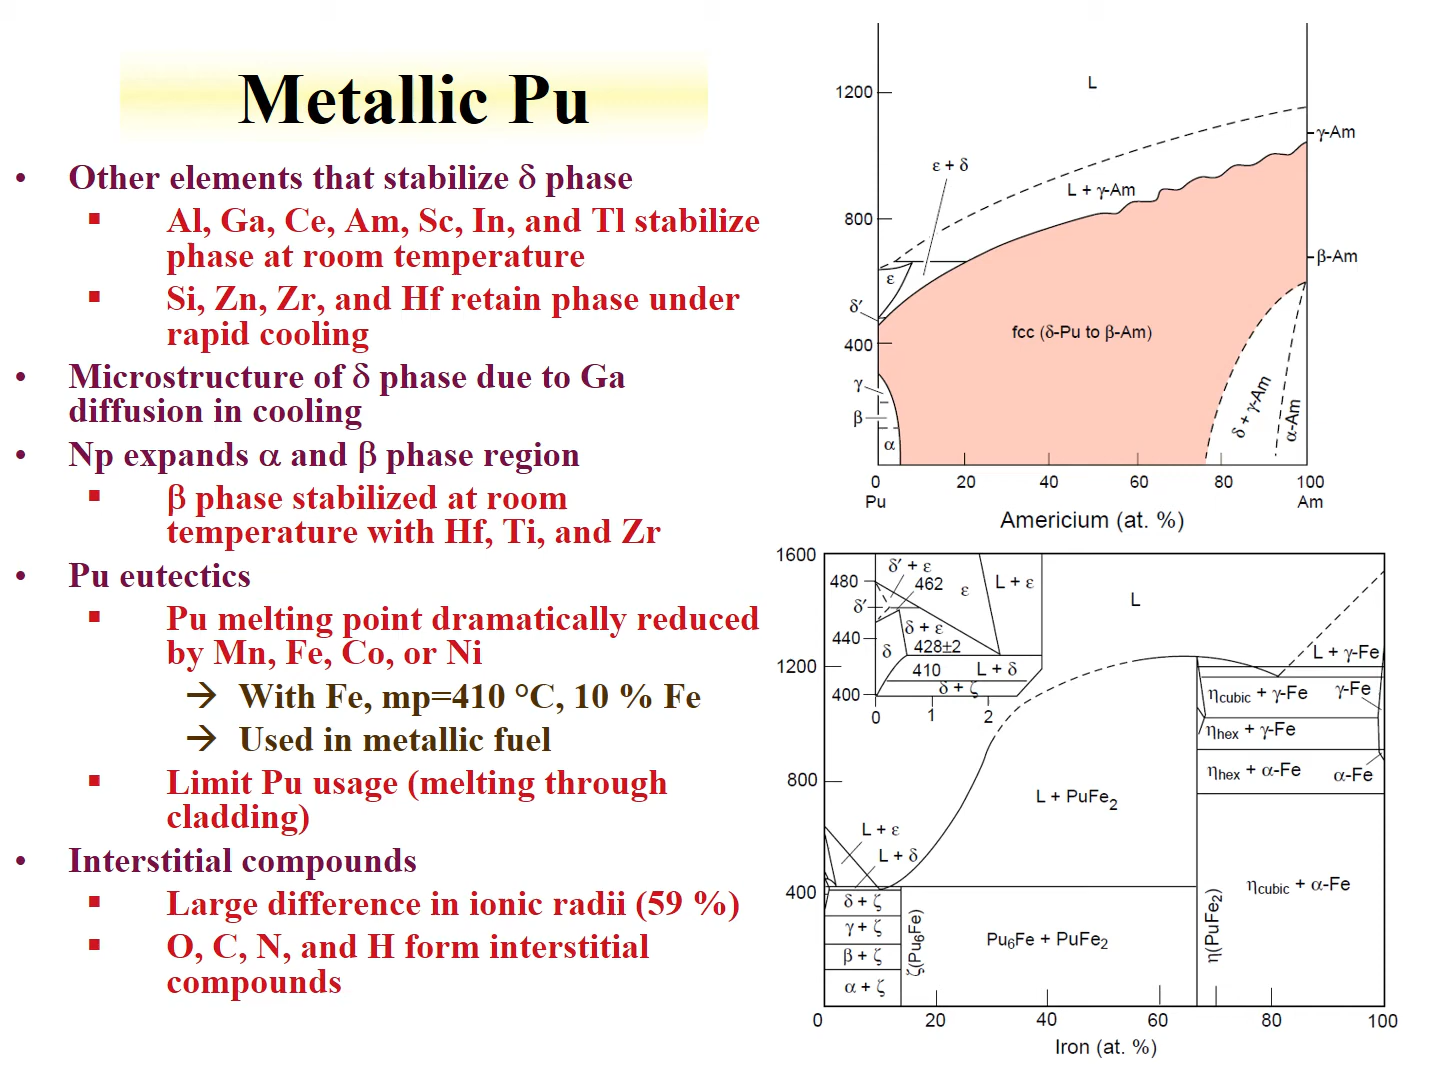 Metallic Pu
• Other elements that stabilize δ phase
▪ Al, Ga, Ce, Am, Sc, In, and Tl stabilize
phase at room temperature
▪ Si, Zn, Zr, and Hf retain phase under
rapid cooling
• Microstructure of δ phase due to Ga
diffusion in cooling
• Np expands α and β phase region
▪ β phase stabilized at room
temperature with Hf, Ti, and Zr
• Pu eutectics
▪ Pu melting point dramatically reduced
by Mn, Fe, Co, or Ni
→ With Fe, mp=410 °C, 10 % Fe
→ Used in metallic fuel
▪ Limit Pu usage (melting through
cladding)
• Interstitial compounds
▪ Large difference in ionic radii (59 %)
▪ O, C, N, and H form interstitial
compounds
L
1200
γ-Am
ε + δ
L + γ-Am
800
β-Am
ε
δ′
fcc (δ-Pu to β-Am)
400
γ
β
α
δ + γ-Am
α-Am
0 20 40 60 80 100
Pu Am
Americium (at. %)
1600
480
δ′ + ε
462
ε
L + ε
L
δ′
440
δ
δ + ε
428±2
410
L + δ
400
δ + ζ
0 1 2
1200
L + γ-Fe
ηcubic + γ-Fe
γ-Fe
ηhex + γ-Fe
ηhex + α-Fe
α-Fe
800
L + PuFe2
L + ε
L + δ
400
δ + ζ
γ + ζ
β + ζ
α + ζ
ζ(Pu6Fe)
Pu6Fe + PuFe2
η(PuFe2)
ηcubic + α-Fe
0 20 40 60 80 100
Iron (at. %)